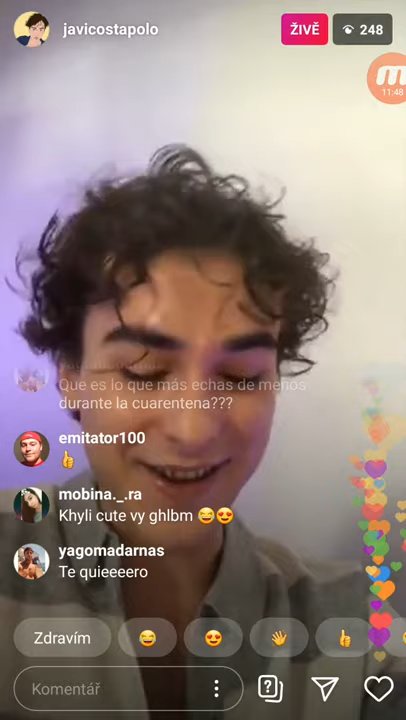 javicostapolo
ŽIVĚ
248
11:48
Que es lo que más echas de menos
durante la cuarentena???
emitator100
👍
mobina._.ra
Khyli cute vy ghlbm 😂😍
yagomadarnas
Te quieeeero
Zdravím 😂 😍 👋 👍
Komentář